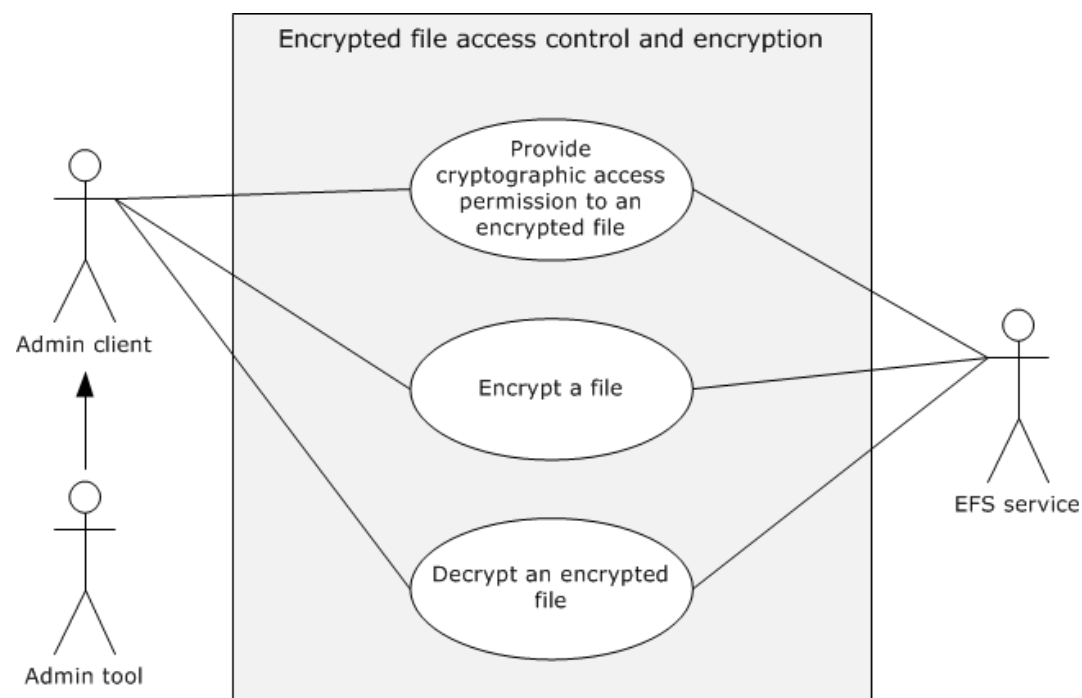 Encrypted file access control and encryption
Provide
cryptographic access
permission to an
encrypted file
Admin client
Encrypt a file
EFS service
Decrypt an encrypted
file
Admin tool